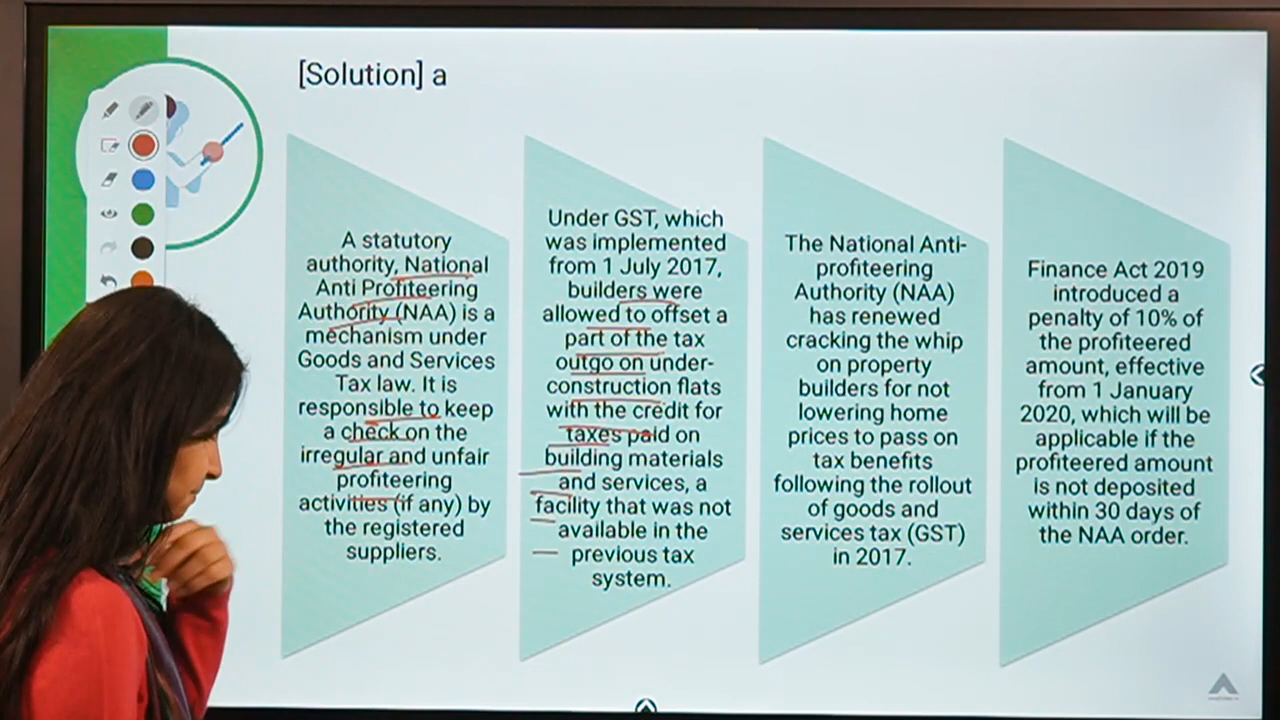 [Solution] a
A statutory
authority, National
Anti Profiteering
Authority (NAA) is a
mechanism under
Goods and Services
Tax law. It is
responsible to keep
a check on the
irregular and unfair
profiteering
activities (if any) by
the registered
suppliers.
Under GST, which
was implemented
from 1 July 2017,
builders were
allowed to offset a
part of the tax
outgo on under-
construction flats
with the credit for
taxes paid on
building materials
and services, a
facility that was not
available in the
previous tax
system.
The National Anti-
profiteering
Authority (NAA)
has renewed
cracking the whip
on property
builders for not
lowering home
prices to pass on
tax benefits
following the rollout
of goods and
services tax (GST)
in 2017.
Finance Act 2019
introduced a
penalty of 10% of
the profiteered
amount, effective
from 1 January
2020, which will be
applicable if the
profiteered amount
is not deposited
within 30 days of
the NAA order.